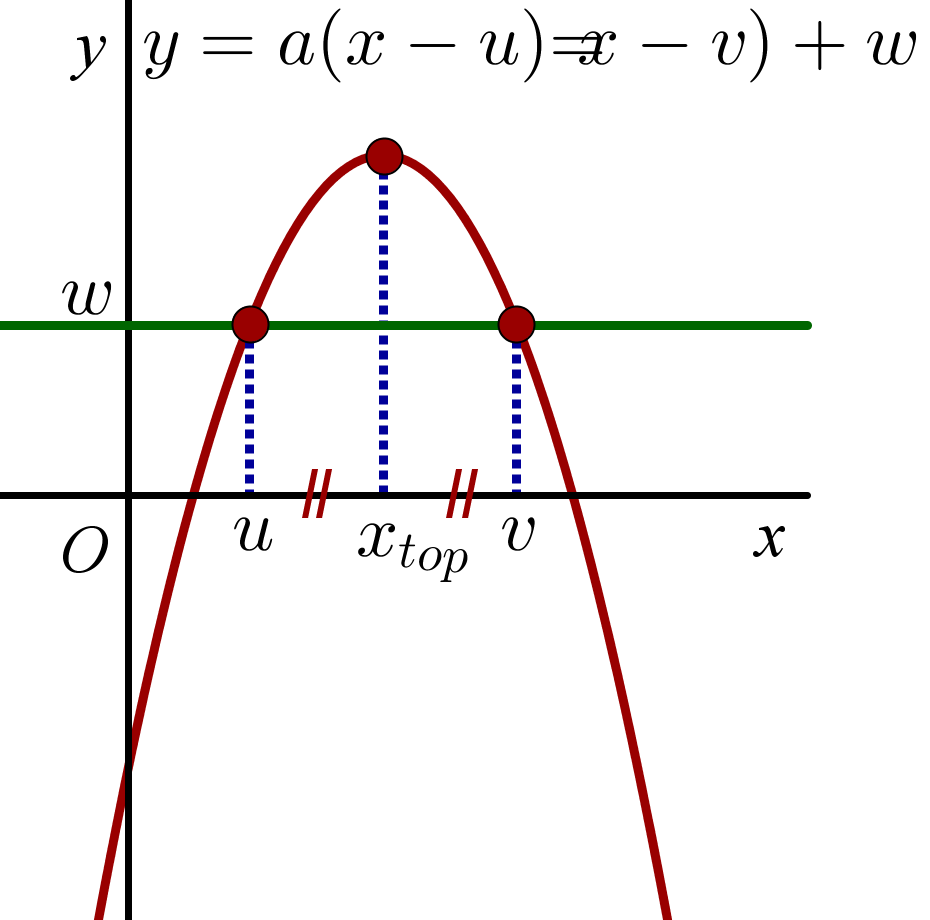 y y = a(x − u)=x − v) + w
w
O u x_top v x